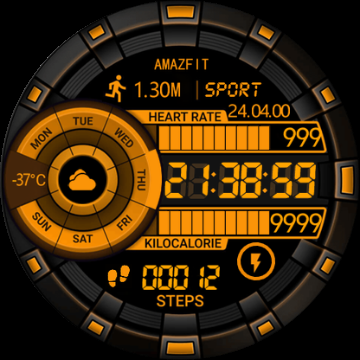 AMAZFIT
1.30M | SPORT
24.04.00
HEART RATE
999
MON
TUE
WED
THU
FRI
SAT
SUN
-37°C
21:38:59
9999
KILOCALORIE
00012
STEPS